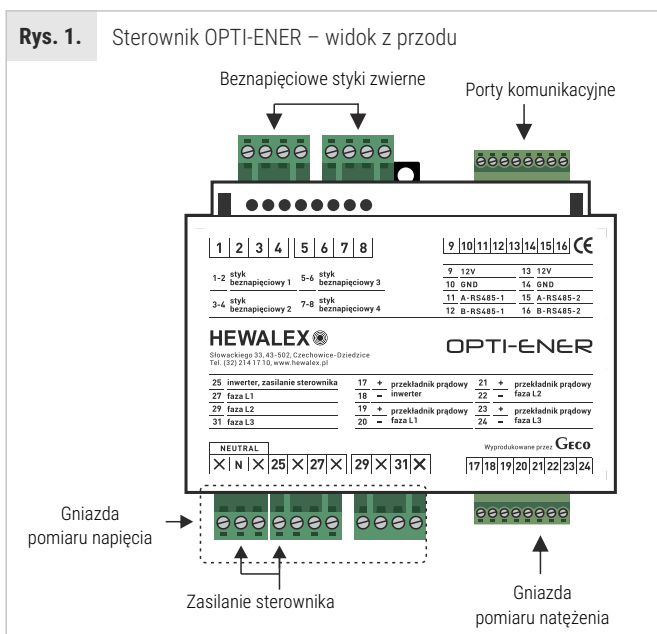 Rys. 1. Sterownik OPTI-ENER – widok z przodu
Beznapięciowe styki zwierne
Porty komunikacyjne
1 2 3 4 5 6 7 8
9 10 11 12 13 14 15 16 CE
1-2 styk beznapięciowy 1
5-6 styk beznapięciowy 3
3-4 styk beznapięciowy 2
7-8 styk beznapięciowy 4
9 12V 13 12V
10 GND 14 GND
11 A-RS485-1 15 A-RS485-2
12 B-RS485-1 16 B-RS485-2
HEWALEX
Słowackiego 33, 43-502, Czechowice-Dziedzice
Tel. (32) 214 17 10, www.hewalex.pl
OPTI-ENER
25 inwerter, zasilanie sterownika
27 faza L1
29 faza L2
31 faza L3
17 + przekładnik prądowy
18 – inwerter
19 + przekładnik prądowy
20 – faza L1
21 + przekładnik prądowy
22 – faza L2
23 + przekładnik prądowy
24 – faza L3
NEUTRAL
X N X 25 X 27 X 29 X 31 X
Wyprodukowane przez GECO
17 18 19 20 21 22 23 24
Gniazda
pomiaru napięcia
Zasilanie sterownika
Gniazda
pomiaru natężenia